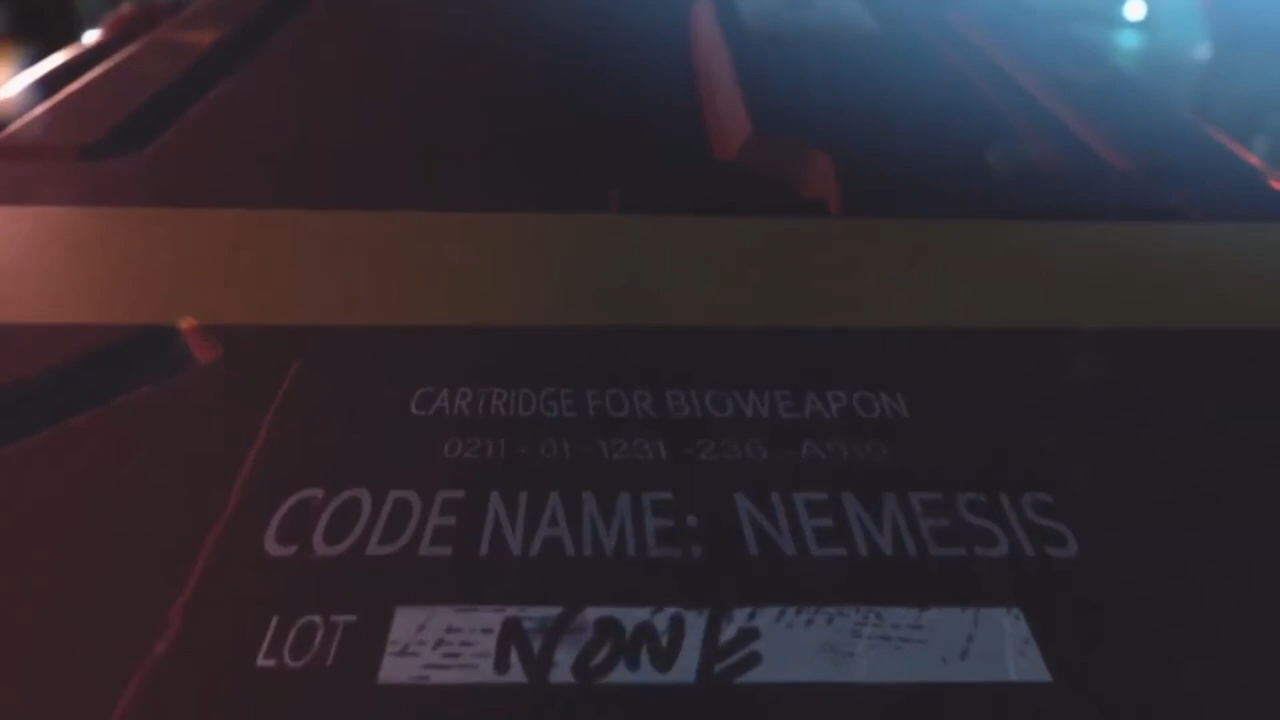 CARTRIDGE FOR BIOWEAPON
0211 - 01 -1231 -236
CODE NAME: NEMESIS
LOT NONE